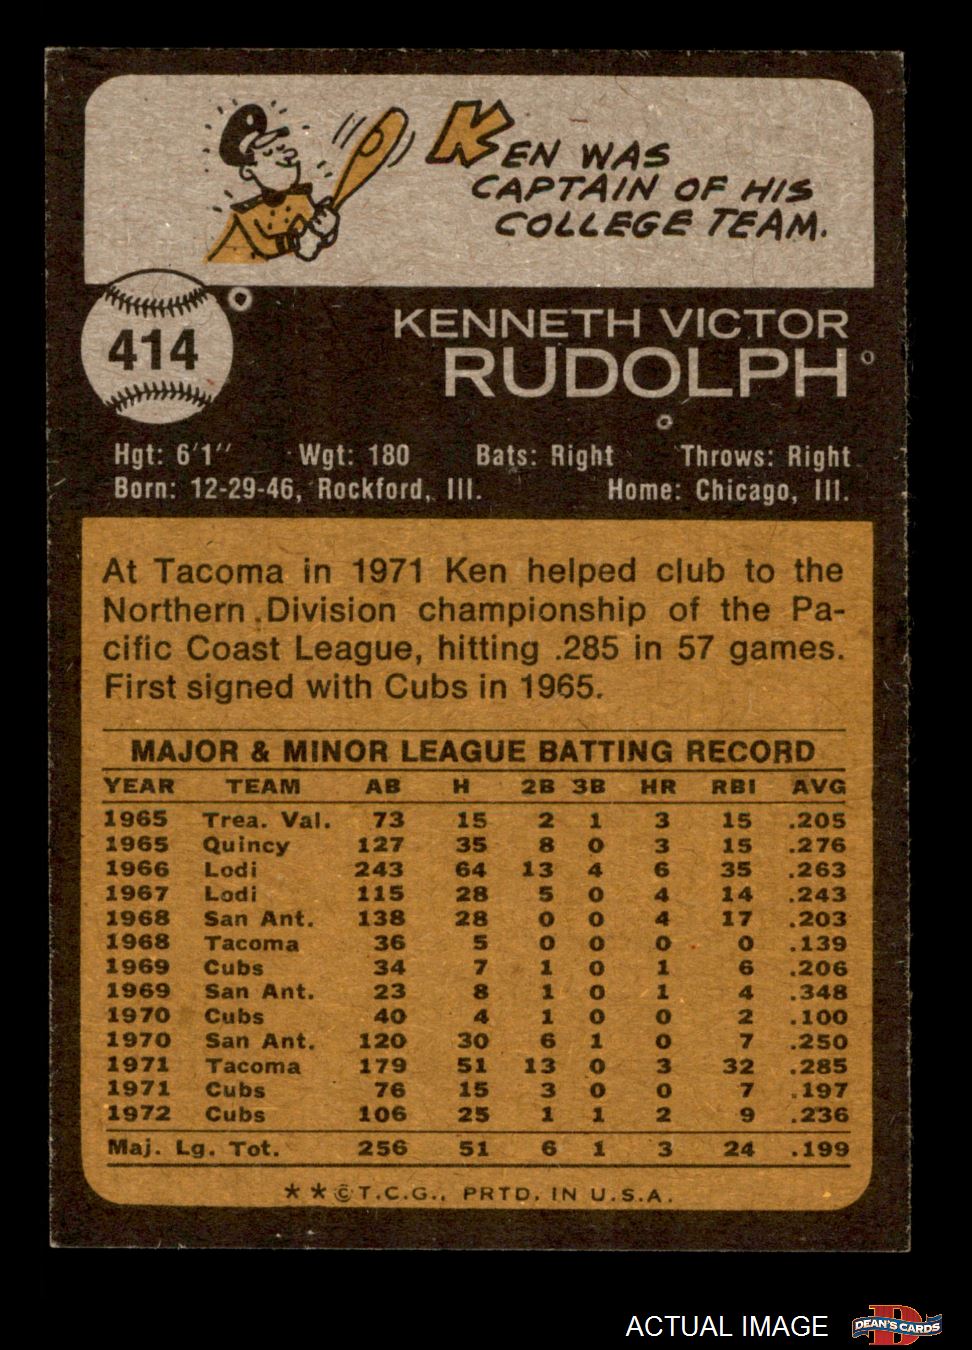 KEN WAS
CAPTAIN OF HIS
COLLEGE TEAM.
414
KENNETH VICTOR
RUDOLPH
Hgt: 6'1" Wgt: 180 Bats: Right Throws: Right
Born: 12-29-46, Rockford, Ill. Home: Chicago, Ill.
At Tacoma in 1971 Ken helped club to the
Northern Division championship of the Pa-
cific Coast League, hitting .285 in 57 games.
First signed with Cubs in 1965.
MAJOR & MINOR LEAGUE BATTING RECORD
YEAR TEAM AB H 2B 3B HR RBI AVG
1965 Trea. Val. 73 15 2 1 3 15 .205
1965 Quincy 127 35 8 0 3 15 .276
1966 Lodi 243 64 13 4 6 35 .263
1967 Lodi 115 28 5 0 4 14 .243
1968 San Ant. 138 28 0 0 4 17 .203
1968 Tacoma 36 5 0 0 0 0 .139
1969 Cubs 34 7 1 0 1 6 .206
1969 San Ant. 23 8 1 0 1 4 .348
1970 Cubs 40 4 1 0 0 2 .100
1970 San Ant. 120 30 6 1 0 7 .250
1971 Tacoma 179 51 13 0 3 32 .285
1971 Cubs 76 15 3 0 0 7 .197
1972 Cubs 106 25 1 1 2 9 .236
Maj. Lg. Tot. 256 51 6 1 3 24 .199
* * © T.C.G., PRTD. IN U.S.A.
ACTUAL IMAGE
D
DEAN'S CARDS